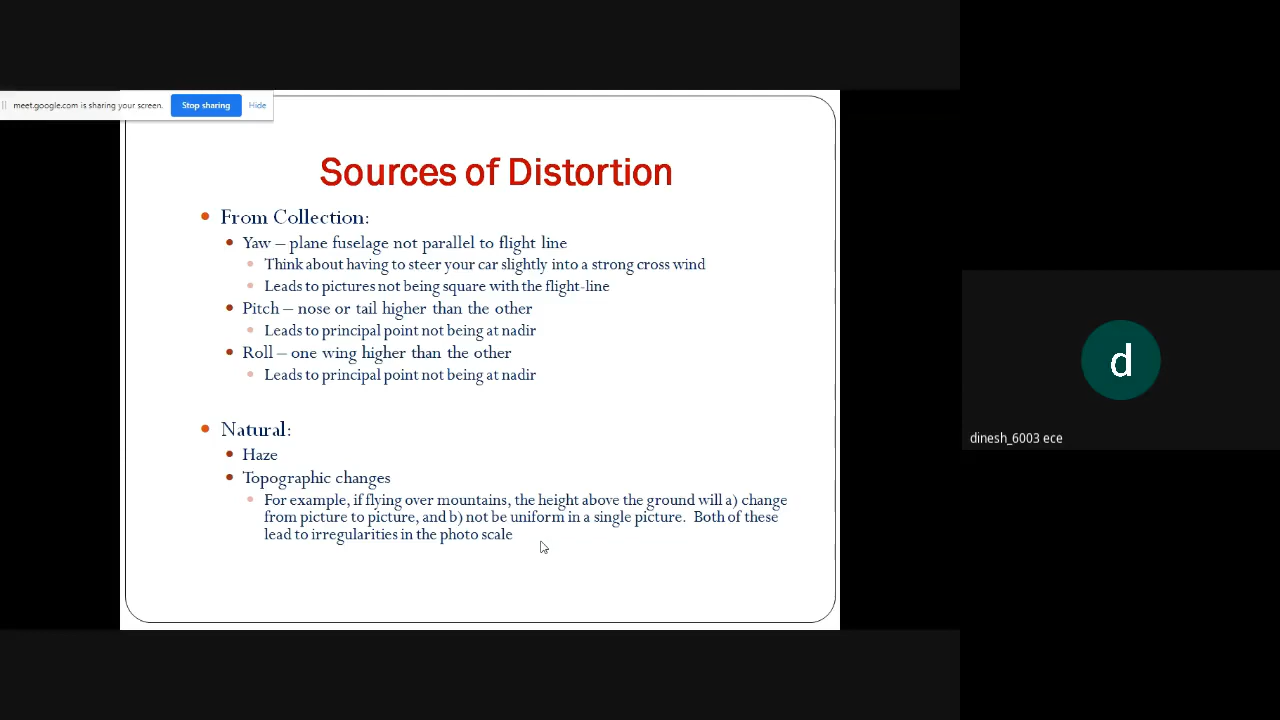 meet.google.com is sharing your screen. Stop sharing Hide
Sources of Distortion
From Collection:
Yaw – plane fuselage not parallel to flight line
Think about having to steer your car slightly into a strong cross wind
Leads to pictures not being square with the flight-line
Pitch – nose or tail higher than the other
Leads to principal point not being at nadir
Roll – one wing higher than the other
Leads to principal point not being at nadir
Natural:
Haze
Topographic changes
For example, if flying over mountains, the height above the ground will a) change
from picture to picture, and b) not be uniform in a single picture. Both of these
lead to irregularities in the photo scale
d
dinesh_6003 ece